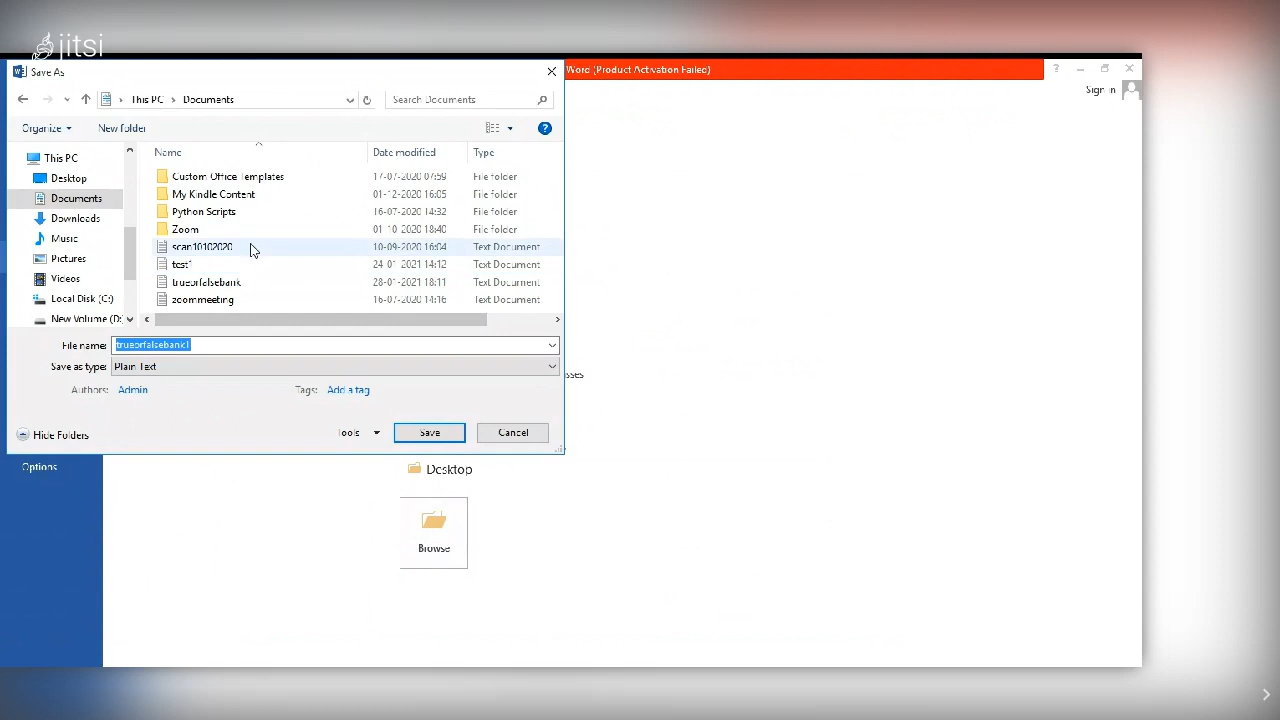 jitsi
Save As
Word (Product Activation Failed)
?
Sign in
This PC
Documents
Search Documents
Organize
New folder
?
This PC
Desktop
Documents
Downloads
Music
Pictures
Videos
Local Disk (C:)
New Volume (D:
Name Date modified Type
Custom Office Templates 17-07-2020 07:59 File folder
My Kindle Content 01-12-2020 16:05 File folder
Python Scripts 16-07-2020 14:32 File folder
Zoom 01-10-2020 18:40 File folder
scan10102020 10-09-2020 16:04 Text Document
test1 24-01-2021 14:12 Text Document
trueorfalsebank 28-01-2021 18:11 Text Document
zoommeeting 16-07-2020 14:16 Text Document
File name: trueorfalsebank1
Save as type: Plain Text
Authors: Admin Tags: Add a tag
sses
Hide Folders
Tools
Save
Cancel
Options
Desktop
Browse